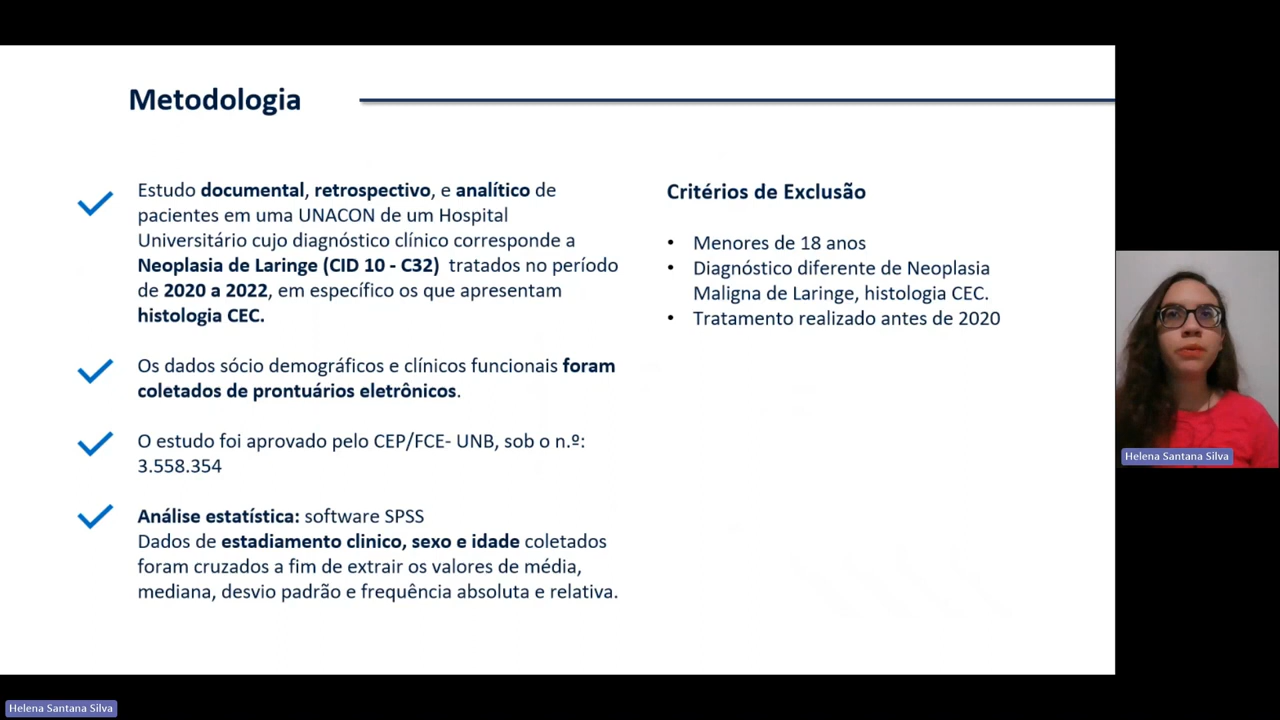 Metodologia
Estudo documental, retrospectivo, e analítico de
pacientes em uma UNACON de um Hospital
Universitário cujo diagnóstico clínico corresponde a
Neoplasia de Laringe (CID 10 - C32) tratados no período
de 2020 a 2022, em específico os que apresentam
histologia CEC.
Os dados sócio demográficos e clínicos funcionais foram
coletados de prontuários eletrônicos.
O estudo foi aprovado pelo CEP/FCE- UNB, sob o n.º:
3.558.354
Análise estatística: software SPSS
Dados de estadiamento clinico, sexo e idade coletados
foram cruzados a fim de extrair os valores de média,
mediana, desvio padrão e frequência absoluta e relativa.
Critérios de Exclusão
• Menores de 18 anos
• Diagnóstico diferente de Neoplasia
Maligna de Laringe, histologia CEC.
• Tratamento realizado antes de 2020
Helena Santana Silva
Helena Santana Silva